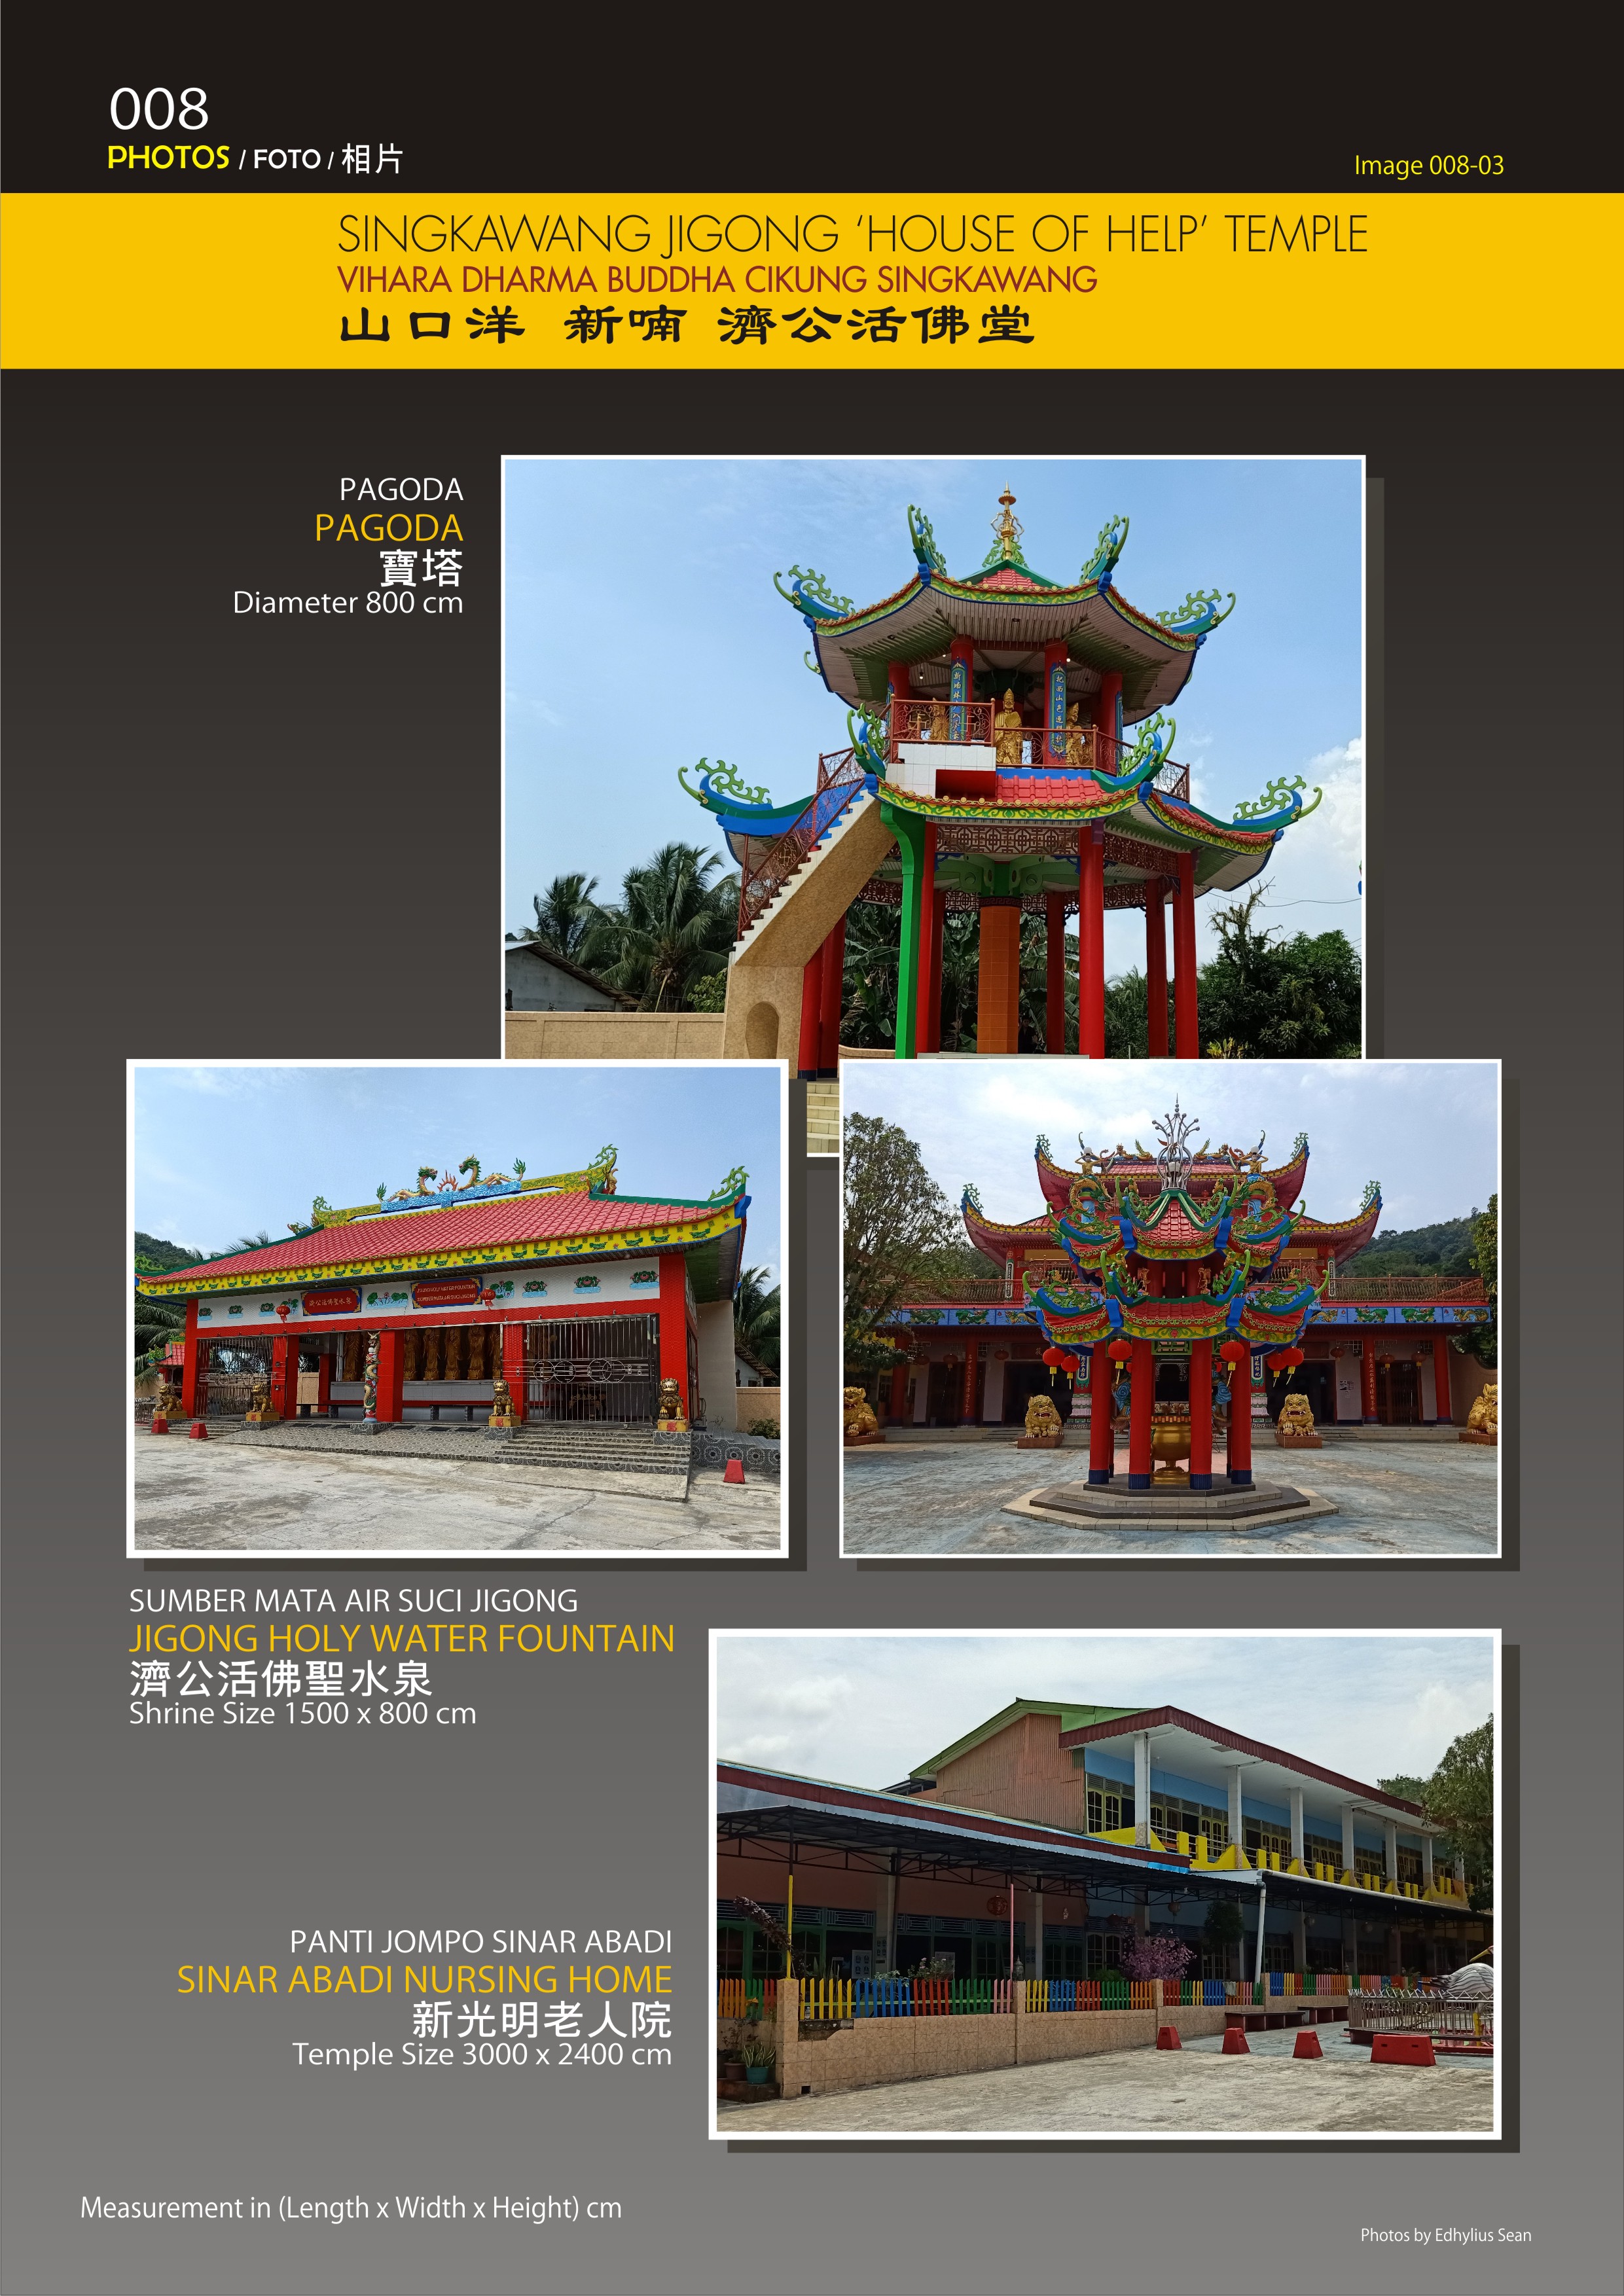 008
PHOTOS / FOTO / 相片
Image 008-03
SINGKAWANG JIGONG ‘HOUSE OF HELP’ TEMPLE
VIHARA DHARMA BUDDHA CIKUNG SINGKAWANG
山口洋 新喃 濟公活佛堂
PAGODA
PAGODA
寶塔
Diameter 800 cm
SUMBER MATA AIR SUCI JIGONG
JIGONG HOLY WATER FOUNTAIN
濟公活佛聖水泉
Shrine Size 1500 x 800 cm
PANTI JOMPO SINAR ABADI
SINAR ABADI NURSING HOME
新光明老人院
Temple Size 3000 x 2400 cm
Measurement in (Length x Width x Height) cm
Photos by Edhylius Sean